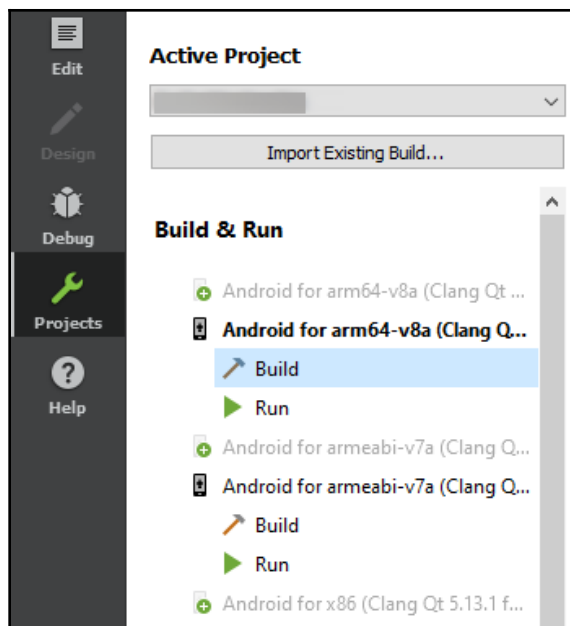 Edit
Design
Debug
Projects
Help
Active Project
Import Existing Build...
Build & Run
Android for arm64-v8a (Clang Qt ...
Android for arm64-v8a (Clang Q...
Build
Run
Android for armeabi-v7a (Clang Q...
Android for armeabi-v7a (Clang Q...
Build
Run
Android for x86 (Clang Qt 5.13.1 f...